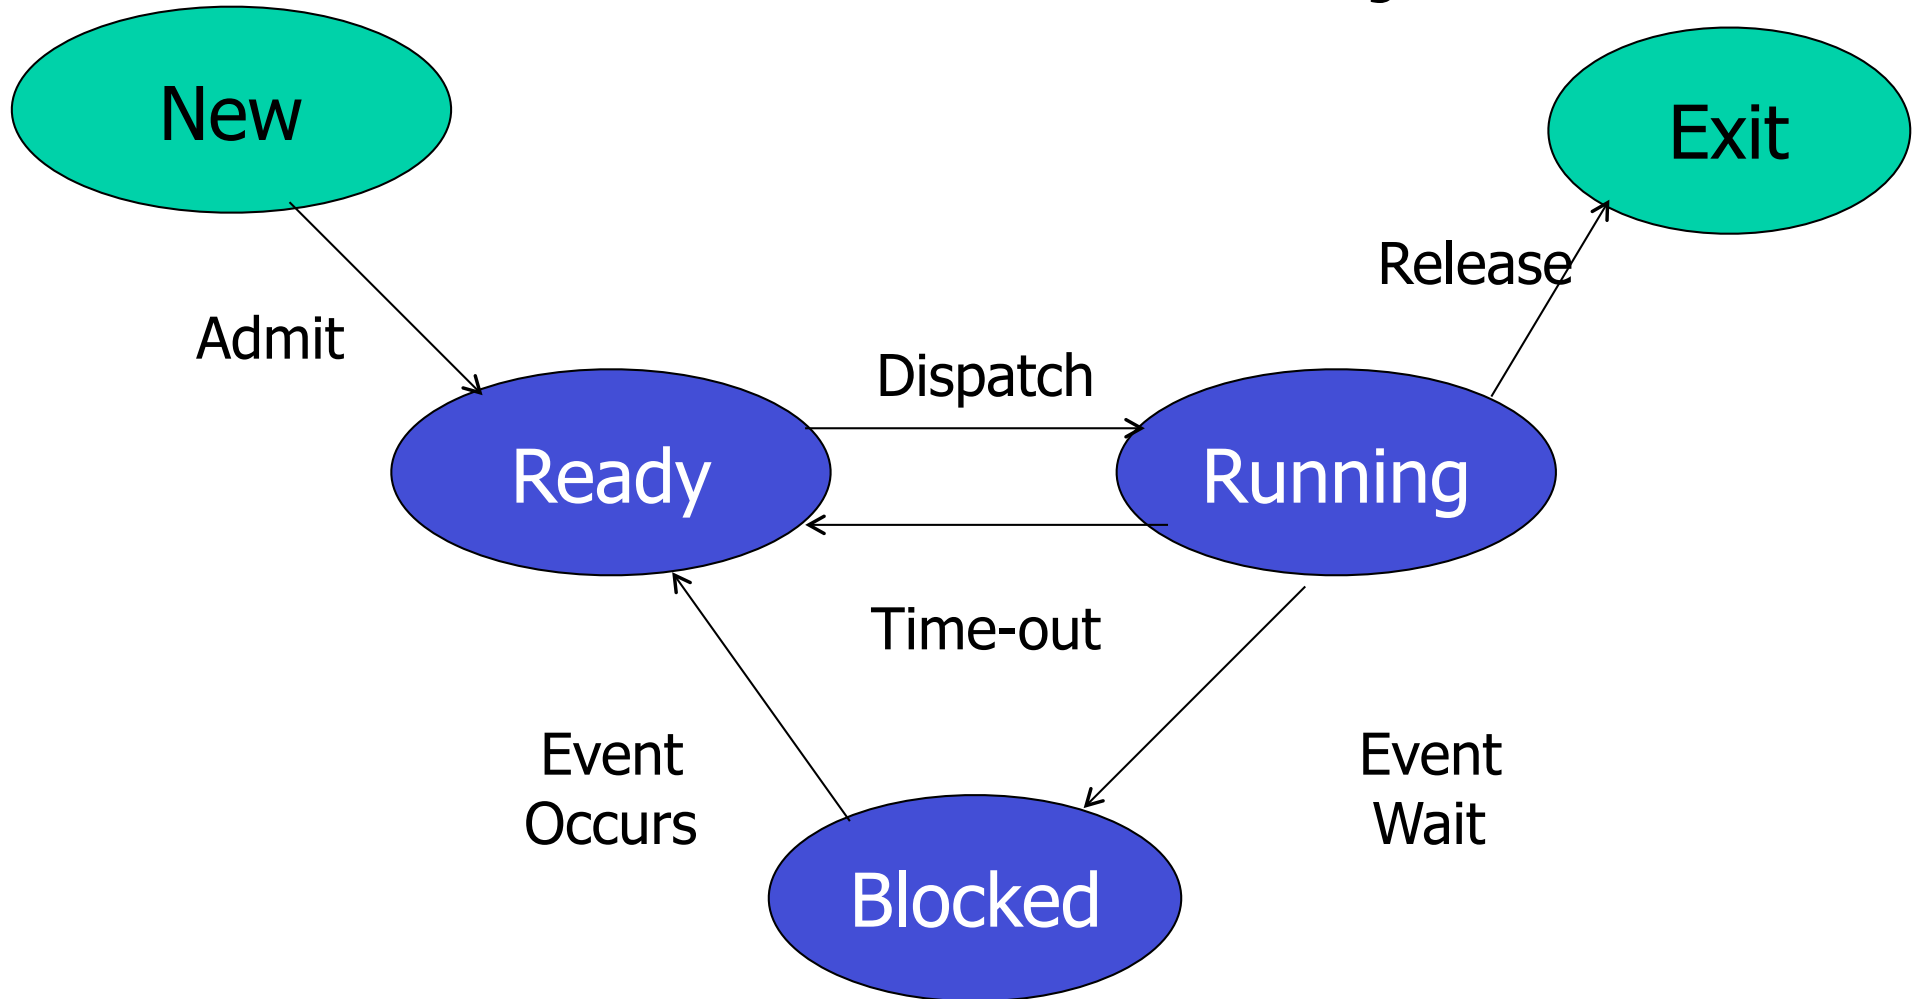 New
Exit
Release
Admit
Dispatch
Ready
Running
Time-out
Event
Occurs
Event
Wait
Blocked